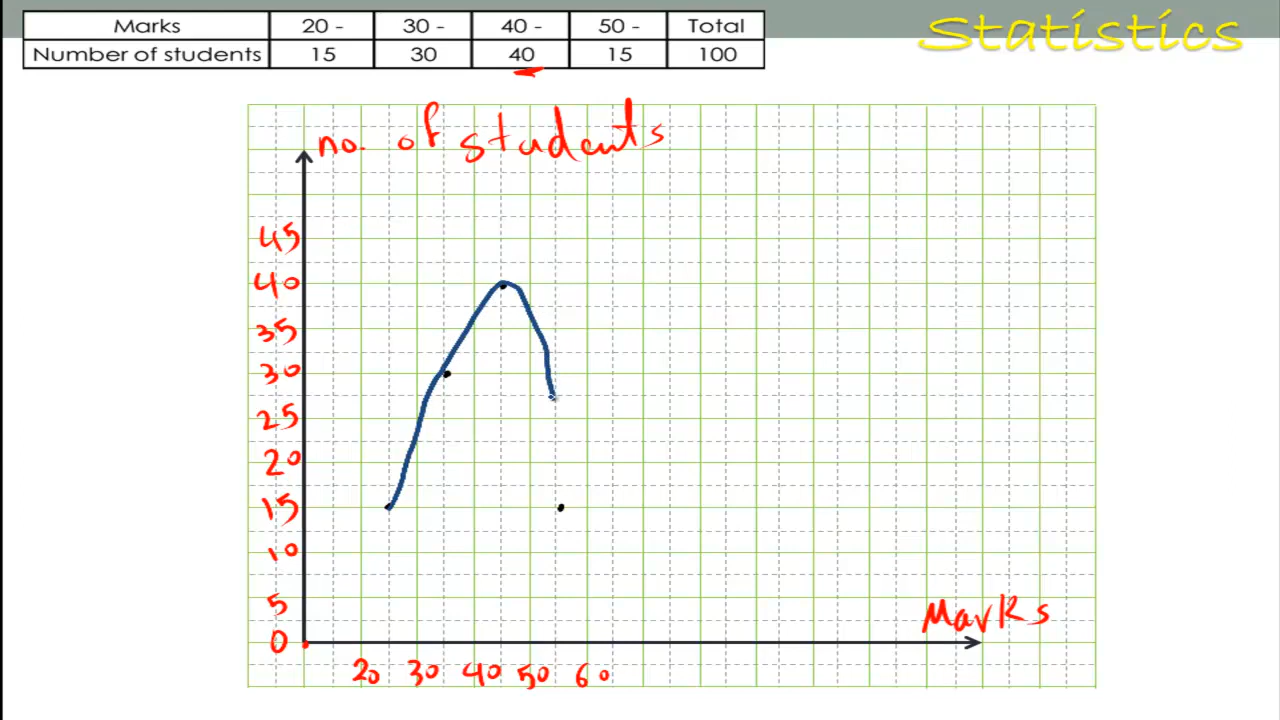 Statistics
Marks 20 - 30 - 40 - 50 - Total
Number of students 15 30 40 15 100
no. of students
45
40
35
30
25
20
15
10
5
0
Marks
20 30 40 50 60